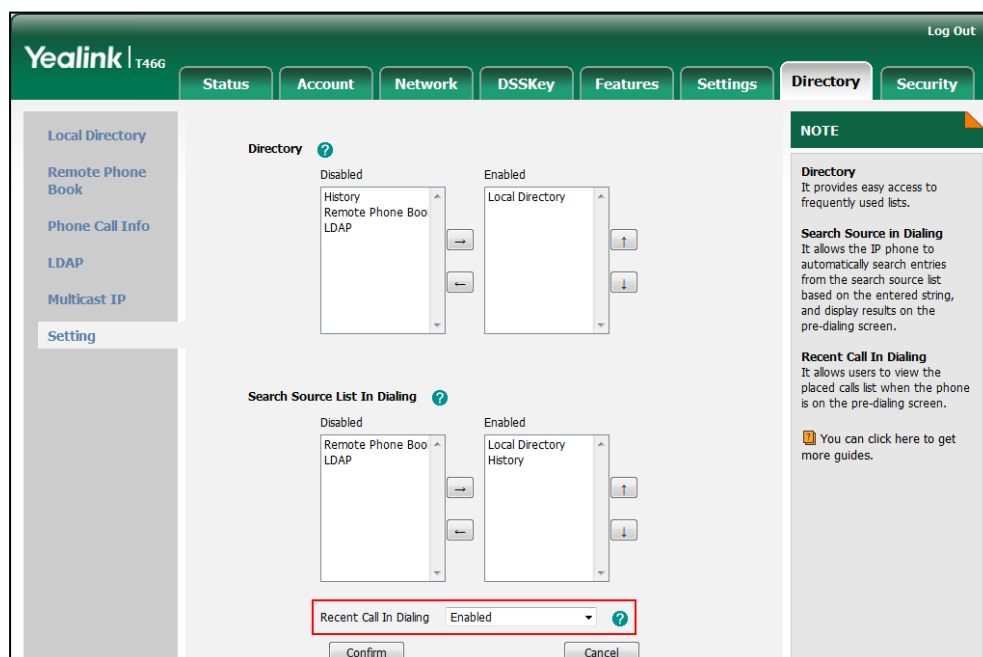 Log Out
Yealink | T46G
Status
Account
Network
DSSKey
Features
Settings
Directory
Security
Local Directory
Remote Phone
Book
Phone Call Info
LDAP
Multicast IP
Setting
Directory ?
Disabled
History
Remote Phone Boo
LDAP
→
←
Enabled
Local Directory
↑
↓
Search Source List In Dialing ?
Disabled
Remote Phone Boo
LDAP
→
←
Enabled
Local Directory
History
↑
↓
Recent Call In Dialing Enabled ?
Confirm
Cancel
NOTE
Directory
It provides easy access to
frequently used lists.
Search Source in Dialing
It allows the IP phone to
automatically search entries
from the search source list
based on the entered string,
and display results on the
pre-dialing screen.
Recent Call In Dialing
It allows users to view the
placed calls list when the phone
is on the pre-dialing screen.
? You can click here to get
more guides.